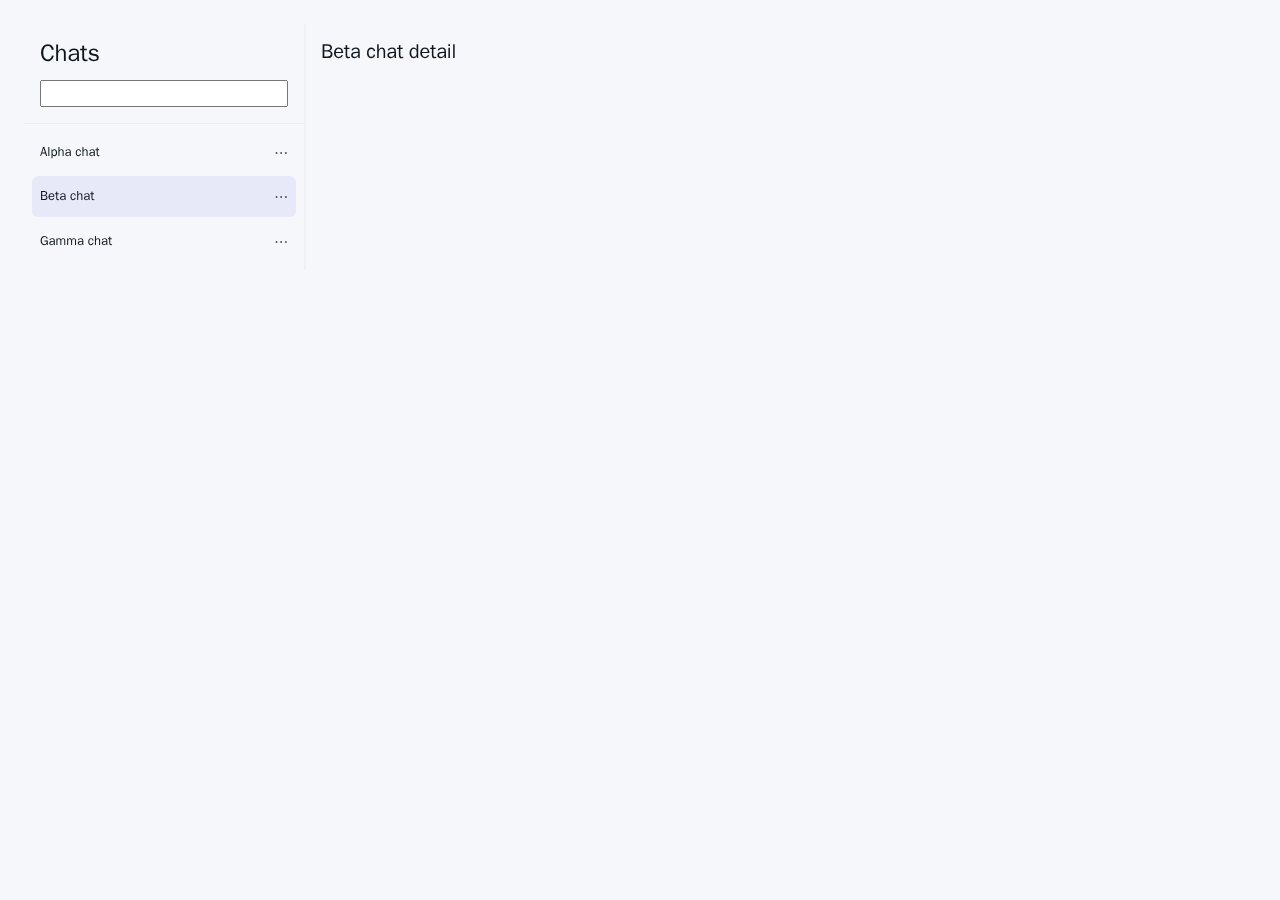 Chats
Alpha chat ...
Beta chat ...
Gamma chat ...
Beta chat detail